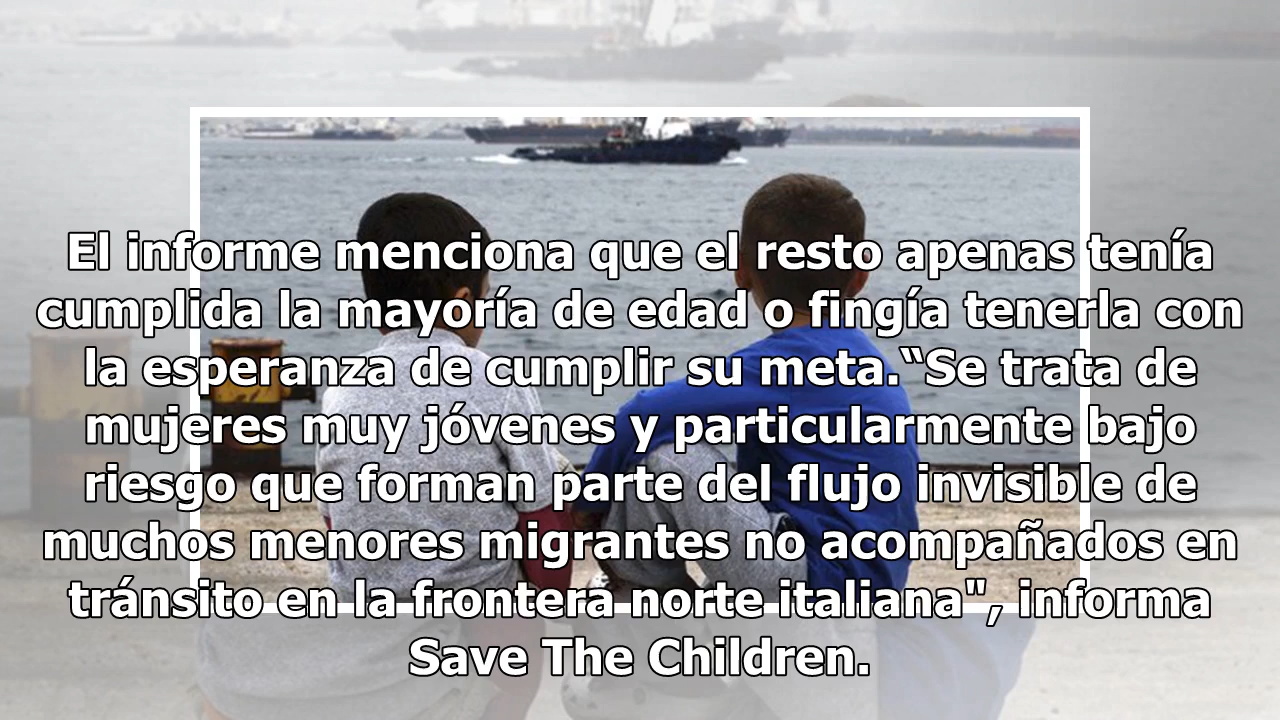 El informe menciona que el resto apenas tenía
cumplida la mayoría de edad o fingía tenerla con
la esperanza de cumplir su meta.“Se trata de
mujeres muy jóvenes y particularmente bajo
riesgo que forman parte del flujo invisible de
muchos menores migrantes no acompañados en
tránsito en la frontera norte italiana", informa
Save The Children.